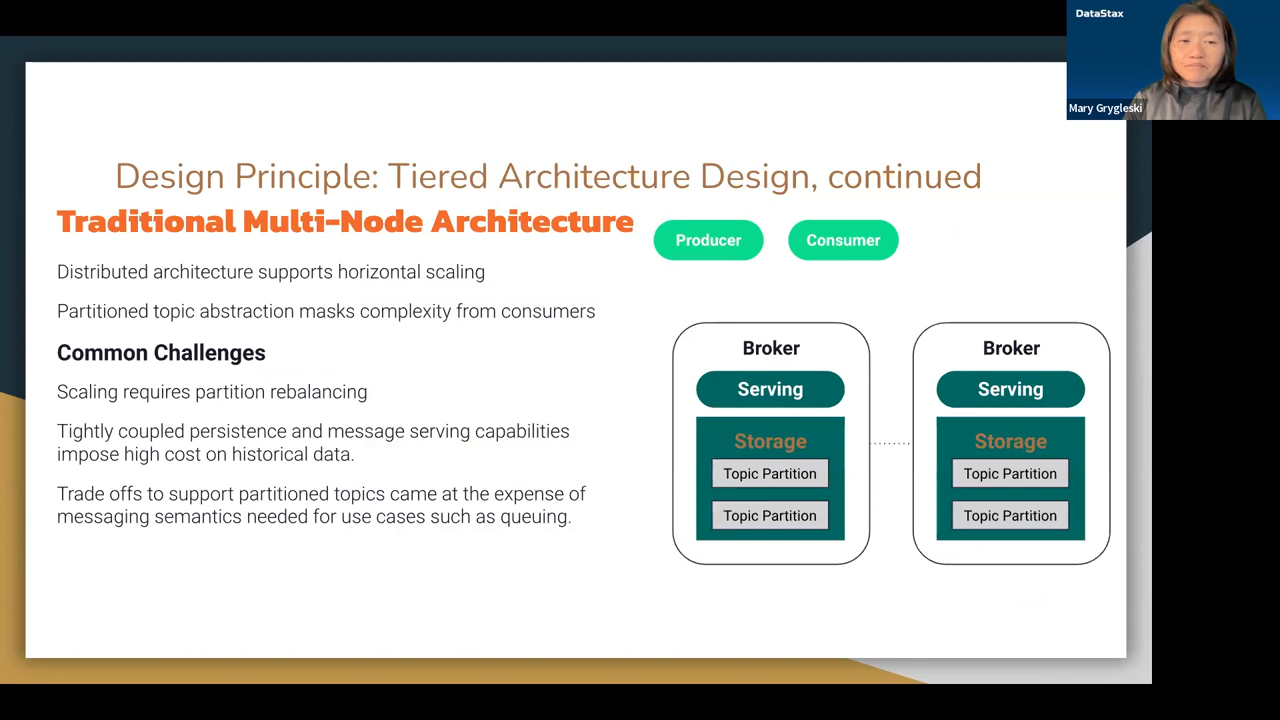 DataStax
Mary Grygleski
Design Principle: Tiered Architecture Design, continued
Traditional Multi-Node Architecture
Distributed architecture supports horizontal scaling
Partitioned topic abstraction masks complexity from consumers
Common Challenges
Scaling requires partition rebalancing
Tightly coupled persistence and message serving capabilities
impose high cost on historical data.
Trade offs to support partitioned topics came at the expense of
messaging semantics needed for use cases such as queuing.
Producer
Consumer
Broker
Serving
Storage
Topic Partition
Topic Partition
Broker
Serving
Storage
Topic Partition
Topic Partition